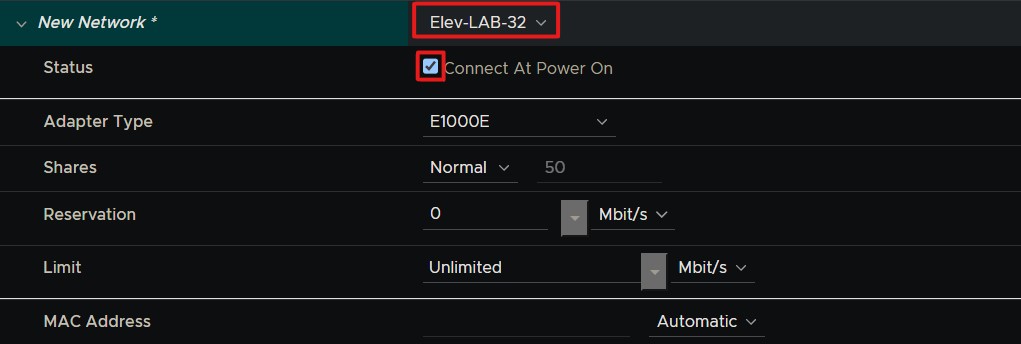 New Network * Elev-LAB-32
Status Connect At Power On
Adapter Type E1000E
Shares Normal 50
Reservation 0 Mbit/s
Limit Unlimited Mbit/s
MAC Address Automatic